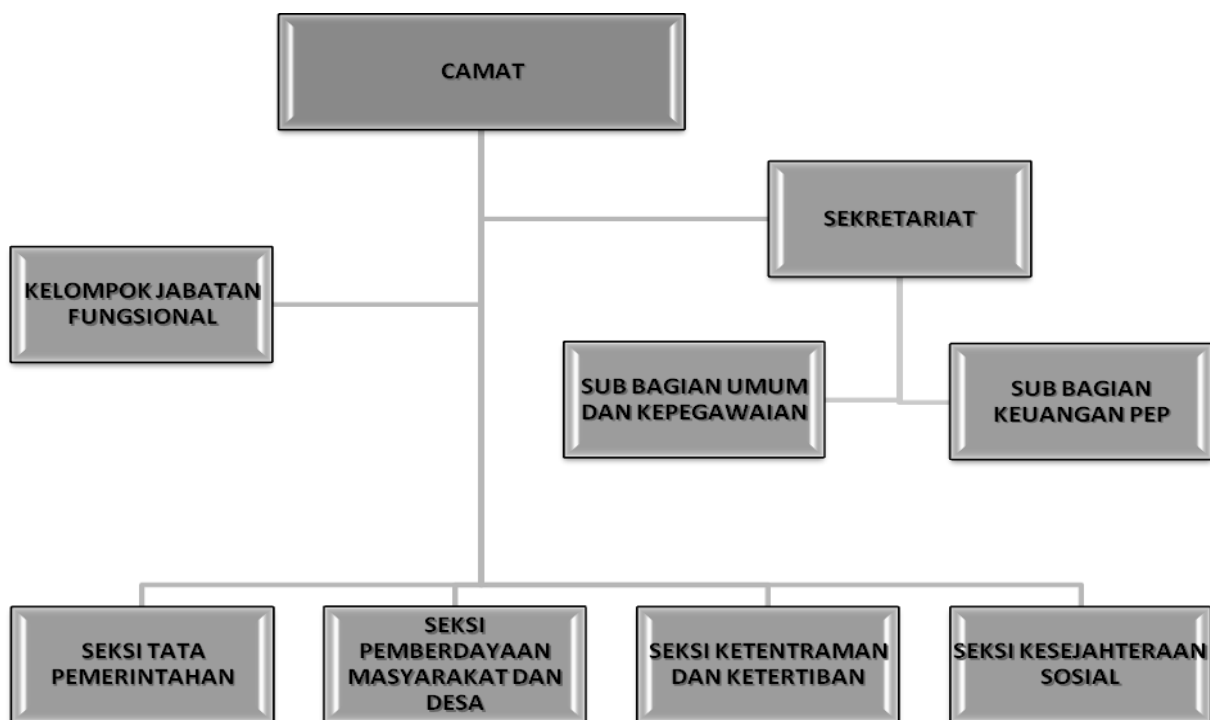 CAMAT
SEKRETARIAT
KELOMPOK JABATAN
FUNGSIONAL
SUB BAGIAN UMUM
DAN KEPEGAWAIAN
SUB BAGIAN
KEUANGAN PEP
SEKSI TATA
PEMERINTAHAN
SEKSI
PEMBERDAYAAN
MASYARAKAT DAN
DESA
SEKSI KETENTRAMAN
DAN KETERTIBAN
SEKSI KESEJAHTERAAN
SOSIAL